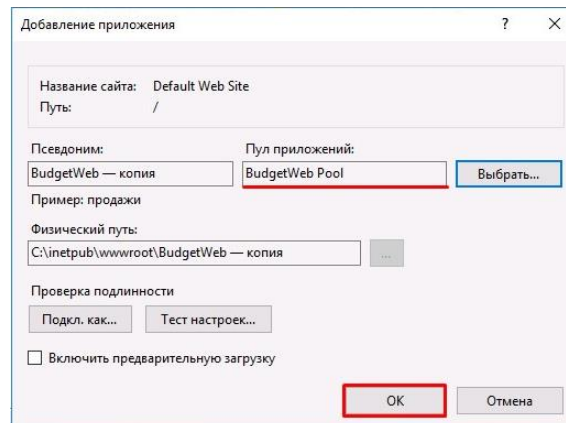 Добавление приложения ? ×
Название сайта: Default Web Site
Путь: /
Псевдоним: Пул приложений:
BudgetWeb — копия BudgetWeb Pool Выбрать...
Пример: продажи
Физический путь:
C:\inetpub\wwwroot\BudgetWeb — копия ...
Проверка подлинности
Подкл. как... Тест настроек...
Включить предварительную загрузку
ОК Отмена